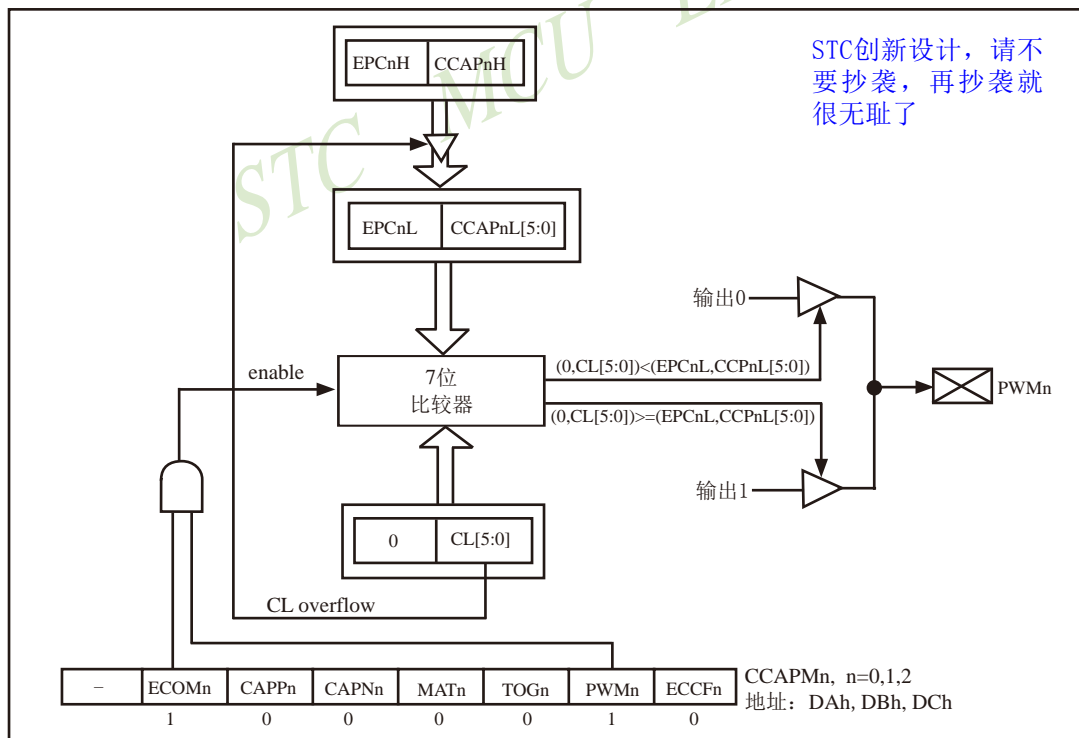 STC MCU
EPCnH CCAPnH
STC创新设计，请不
要抄袭，再抄袭就
很无耻了
EPCnL CCAPnL[5:0]
输出0
enable
7位
比较器
(0,CL[5:0])<(EPCnL,CCPnL[5:0])
(0,CL[5:0])>=(EPCnL,CCPnL[5:0])
PWMn
输出1
0 CL[5:0]
CL overflow
– ECOMn CAPPn CAPNn MATn TOGn PWMn ECCFn
CCAPMn, n=0,1,2
地址：DAh, DBh, DCh
1 0 0 0 0 1 0